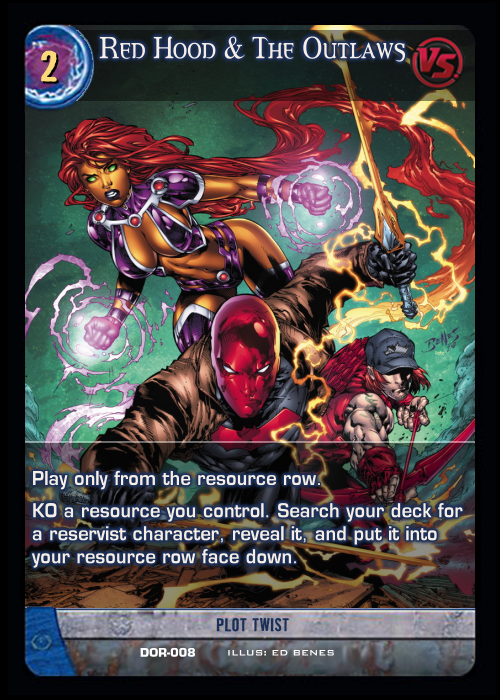 2
RED HOOD & THE OUTLAWS
VS
Play only from the resource row.
KO a resource you control. Search your deck for
a reservist character, reveal it, and put it into
your resource row face down.
PLOT TWIST
DOR-008 ILLUS: ED BENES